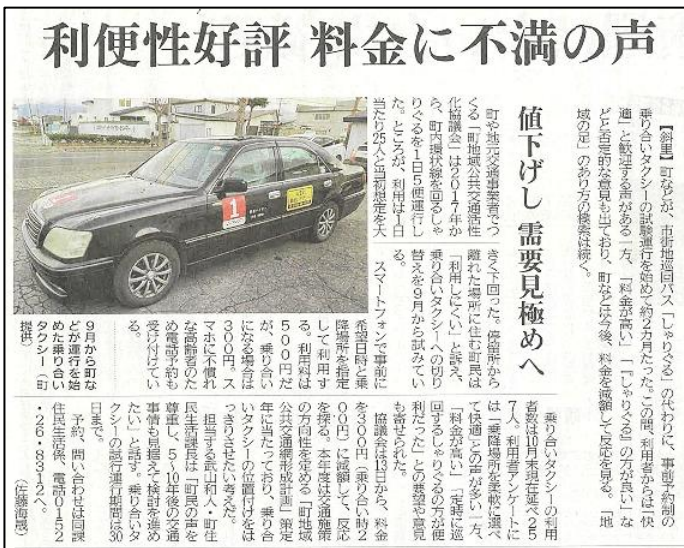 利便性好評 料金に不満の声
値下げし 需要見極めへ
【斜里】町などが、市街地巡回バス「しゃりぐる」の代わりに、事前予約制の
乗り合いタクシーの試験運行を始めて約2カ月たった。この間、利用者からは「快
適」と歓迎する声がある一方、「料金が高い」「『しゃりぐる』の方が良い」な
どと否定的な意見も出ており、町などは今後、料金を減額して反応を見る。「地
域の足」のあり方の模索は続く。
町や地元交通事業者でつ
くる「町地域公共交通活性
化協議会」は2017年か
ら、町内環状線を回るしゃ
りぐるを1日5便運行し
た。ところが、利用は1日
当たり25人と当初想定を大
きく下回った。停留所から
離れた場所に住む町民は
「利用しにくい」と訴え、
乗り合いタクシーへの切り
替えを9月から試みてい
る。
スマートフォンで事前に
希望日時と乗
降場所を指定
して利用す
る。利用料は
500円だ
が、乗り合い
になる場合は
300円。ス
マホに不慣れ
な高齢者のた
め電話予約も
受け付けてい
る。
乗り合いタクシーの利用
者数は10月末現在延べ25
7人。利用者アンケートに
は「乗降場所を柔軟に選べ
て快適」との声が多い一方、
「料金が高い」「定時に巡
回するしゃりぐるの方が便
利だった」との要望や意見
も寄せられた。
協議会は13日から、料金
を300円(乗り合い時2
00円)に減額して、反応
を探る。本年度は交通施策
の方向性を定める「町地域
公共交通網形成計画」策定
年に当たっており、乗り合
いタクシーの位置付けをは
っきりさせたい考えだ。
担当する武山和人・町住
民生活課長は「町民の声を
尊重し、5~10年後の交通
事情も見据えて検討を進め
たい」と話す。乗り合いタ
クシーの試行運行期間は30
日まで。
予約、問い合わせは同課
住民生活係、電話0152
・26・8312へ。
(佐藤海晟)
9月から町な
どが運行を始
めた乗り合い
タクシー(町
提供)
1